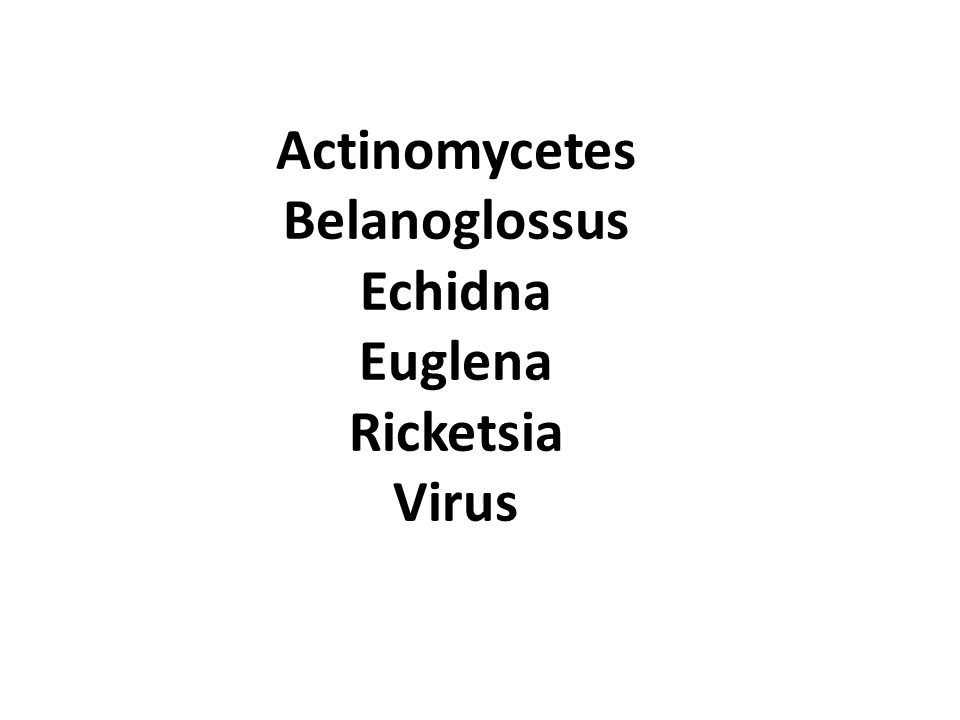 Actinomycetes
Belanoglossus
Echidna
Euglena
Ricketsia
Virus